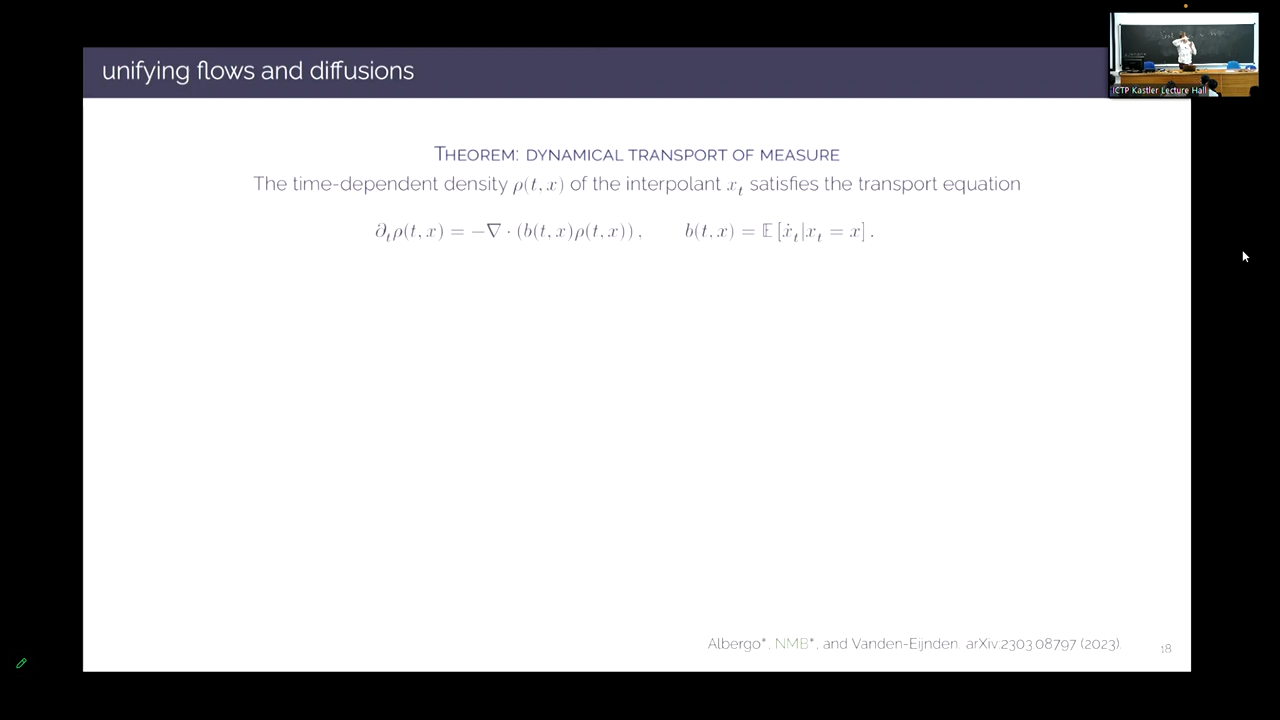 unifying flows and diffusions
ICTP Kastler Lecture Hall
THEOREM: DYNAMICAL TRANSPORT OF MEASURE
The time-dependent density ρ(t, x) of the interpolant x_t satisfies the transport equation
∂_tρ(t, x) = −∇ · (b(t, x)ρ(t, x)) ,   b(t, x) = 𝔼 [ẋ_t|x_t = x] .
Albergo*, NMB*, and Vanden-Eijnden. arXiv:2303.08797 (2023).
18